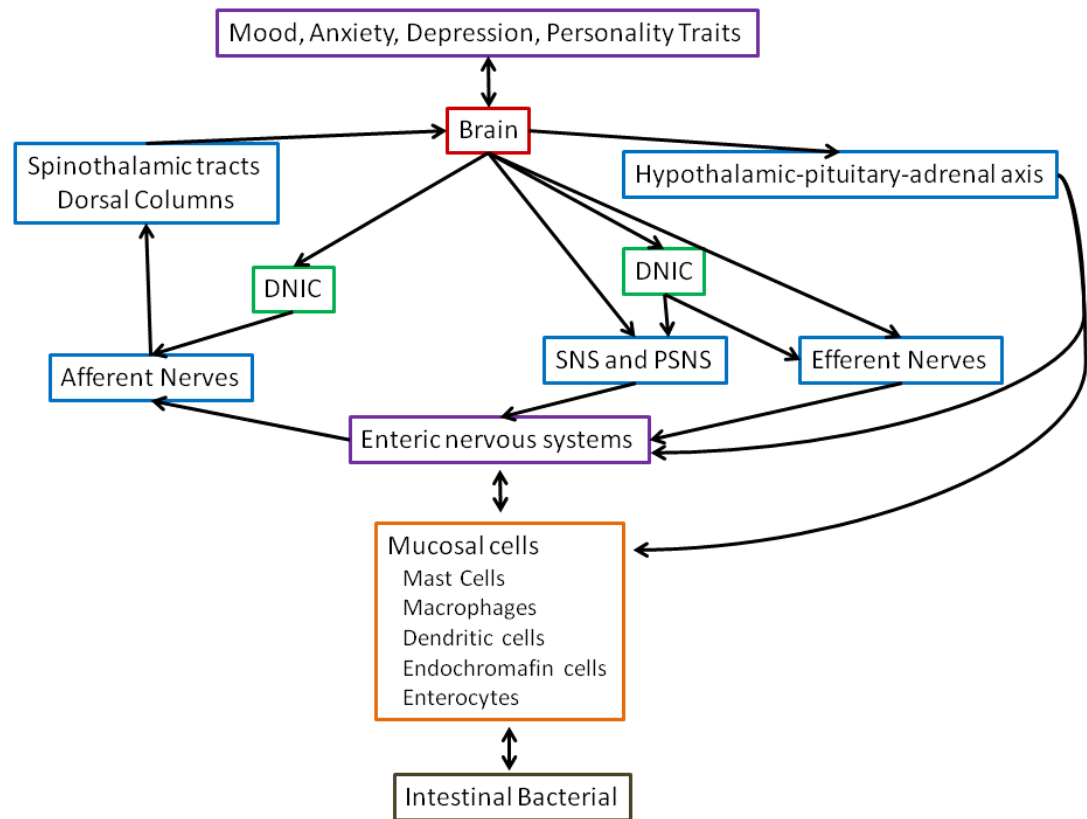 Mood, Anxiety, Depression, Personality Traits
Brain
Spinothalamic tracts
Dorsal Columns
Hypothalamic-pituitary-adrenal axis
DNIC
DNIC
Afferent Nerves
SNS and PSNS
Efferent Nerves
Enteric nervous systems
Mucosal cells
Mast Cells
Macrophages
Dendritic cells
Endochromafin cells
Enterocytes
Intestinal Bacterial